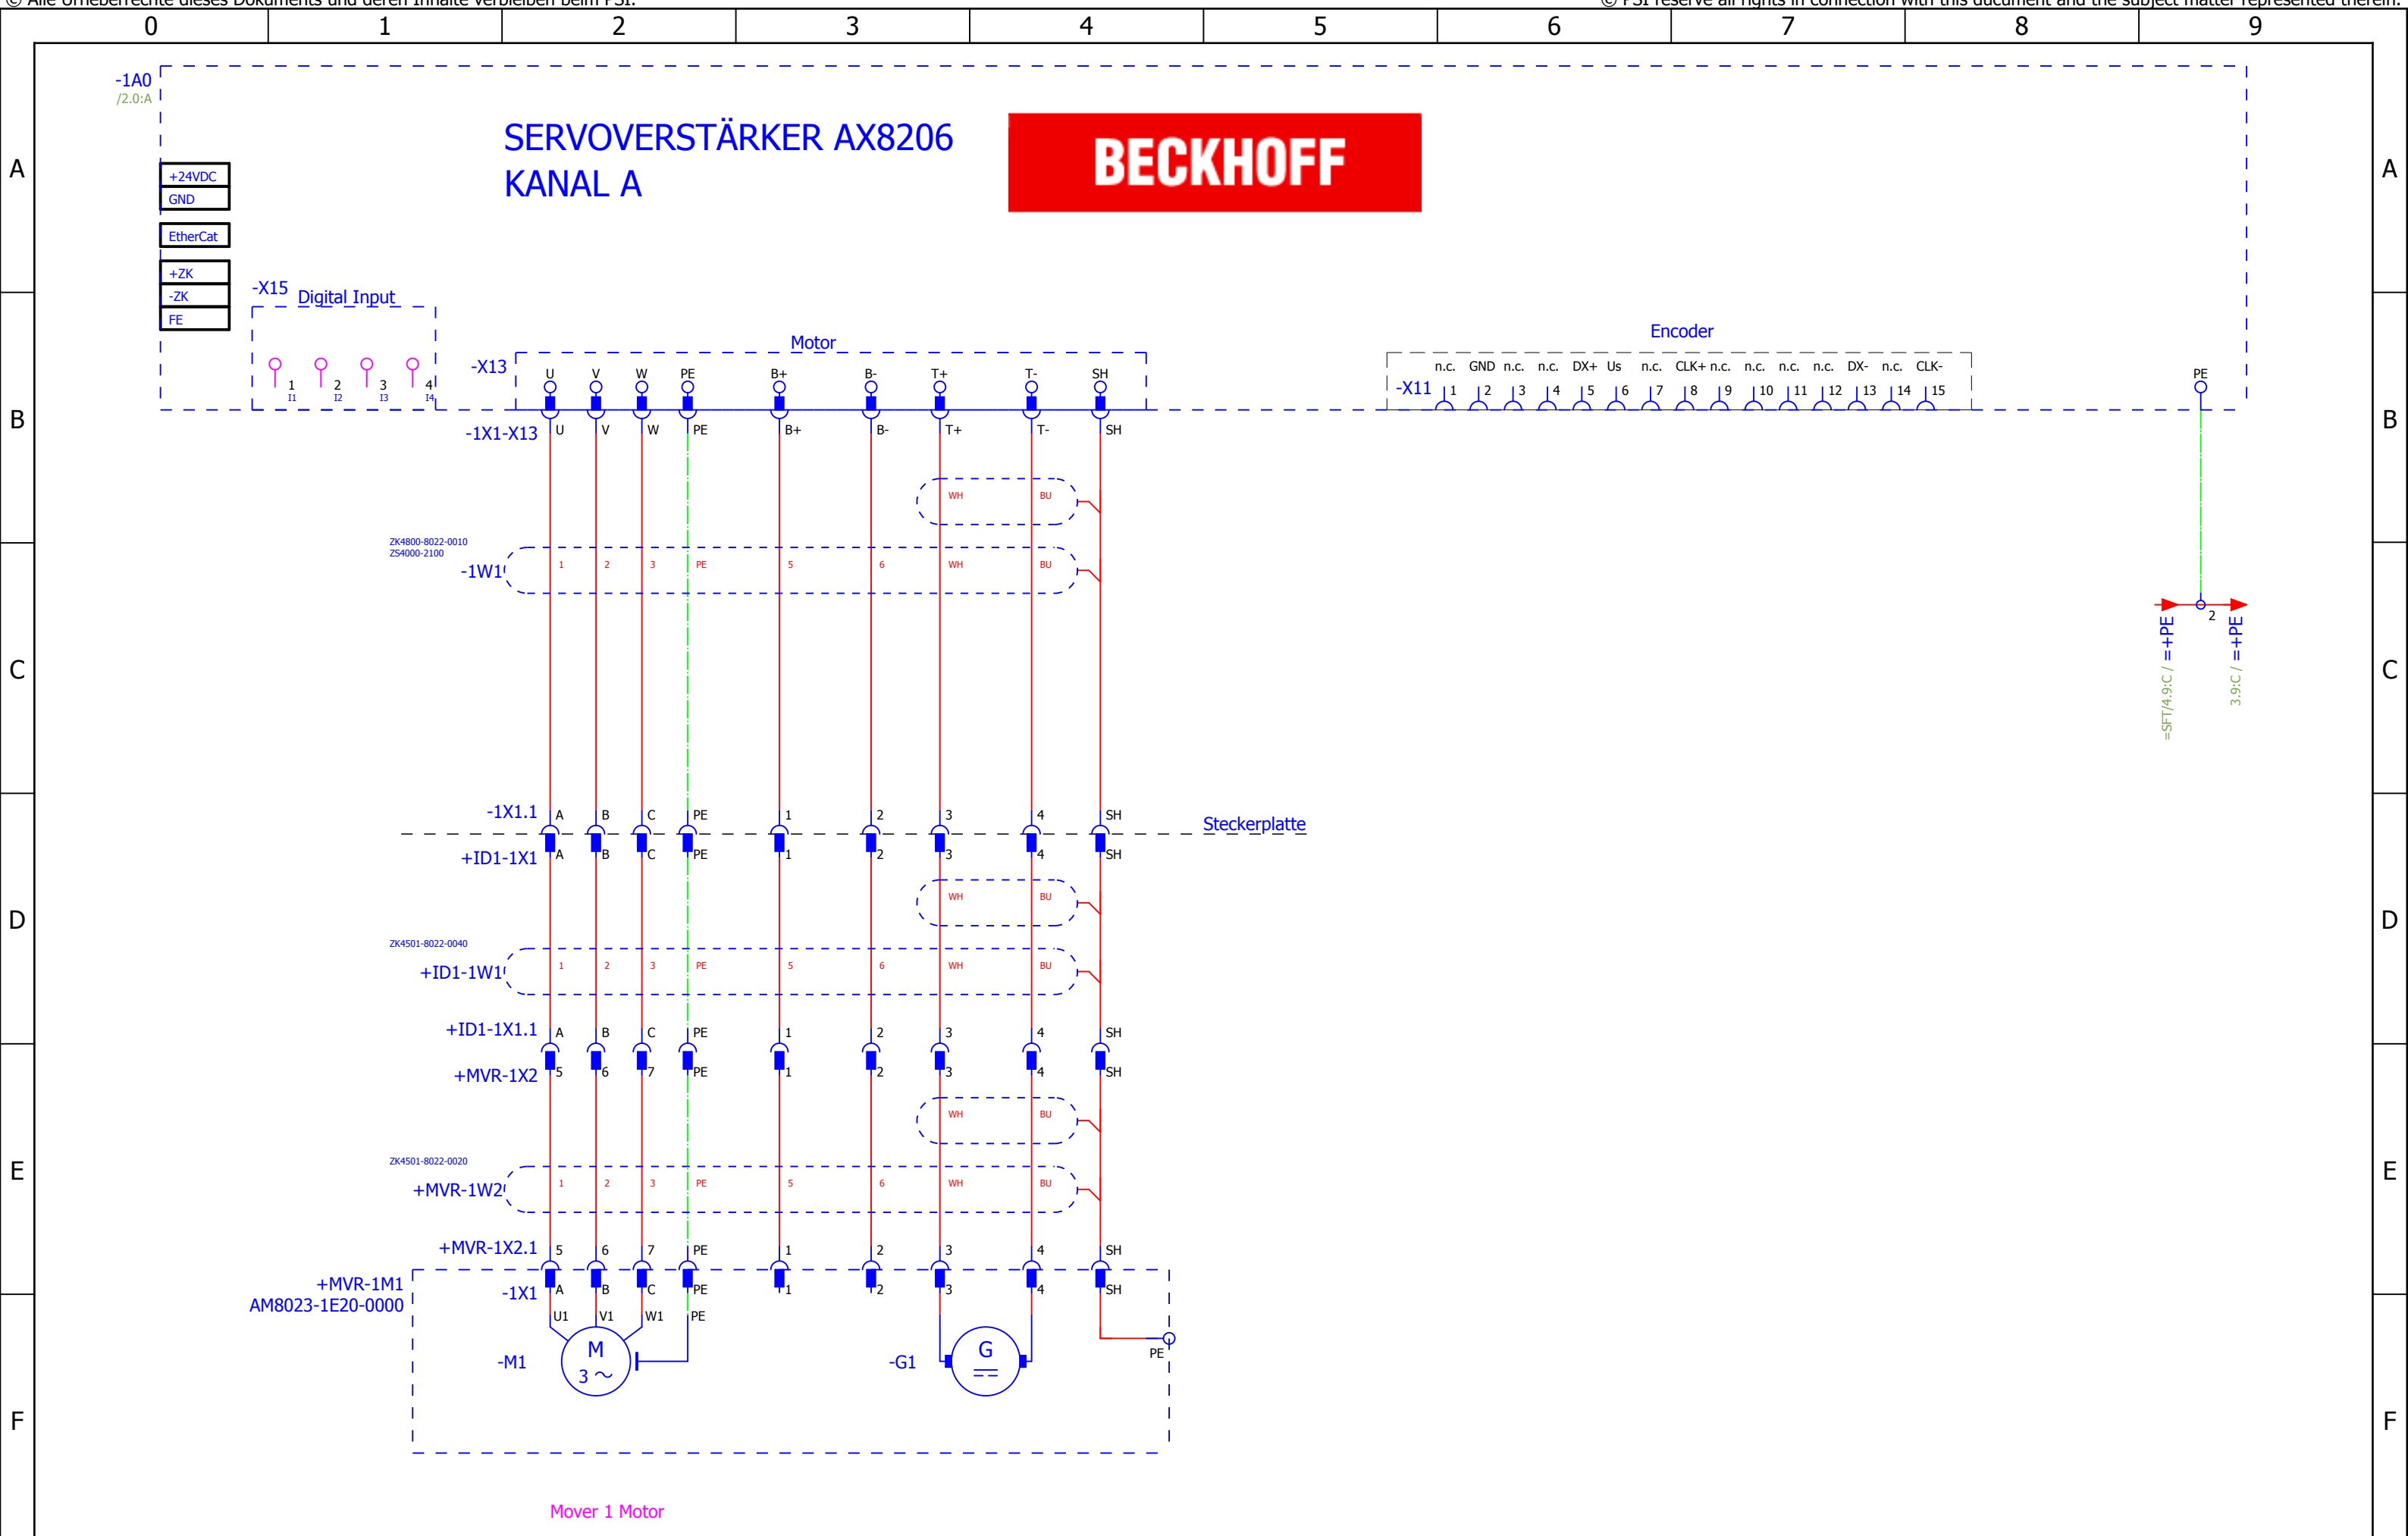 © Alle Urheberrechte dieses Dokuments und deren Inhalte verbleiben beim PSI.
© PSI reserve all rights in connection with this ducument and the subject matter represented therein.
0 1 2 3 4 5 6 7 8 9
-1A0
/2.0:A
SERVOVERSTÄRKER AX8206
KANAL A
BECKHOFF
A A
+24VDC
GND
EtherCat
+ZK
-ZK
FE
-X15 Digital Input
1 2 3 4
I1 I2 I3 I4
Motor
-X13
U V W PE B+ B- T+ T- SH
Encoder
n.c. GND n.c. n.c. DX+ Us n.c. CLK+ n.c. n.c. n.c. n.c. DX- n.c. CLK-
-X11 1 2 3 4 5 6 7 8 9 10 11 12 13 14 15
PE
B B
-1X1-X13 U V W PE B+ B- T+ T- SH
WH BU
ZK4800-8022-0010
ZS4000-2100
-1W1 1 2 3 PE 5 6 WH BU
2
=SFT/4.9:C / =+PE
3.9:C / =+PE
C C
-1X1.1 A B C PE 1 2 3 4 SH
Steckerplatte
+ID1-1X1 A B C PE 1 2 3 4 SH
WH BU
D D
ZK4501-8022-0040
+ID1-1W1 1 2 3 PE 5 6 WH BU
+ID1-1X1.1 A B C PE 1 2 3 4 SH
+MVR-1X2 5 6 7 PE 1 2 3 4 SH
WH BU
E E
ZK4501-8022-0020
+MVR-1W2 1 2 3 PE 5 6 WH BU
+MVR-1X2.1 5 6 7 PE 1 2 3 4 SH
+MVR-1M1
AM8023-1E20-0000
-1X1 A B C PE 1 2 3 4 SH
U1 V1 W1 PE
-M1 M 3 ~
-G1 G
PE
F F
Mover 1 Motor